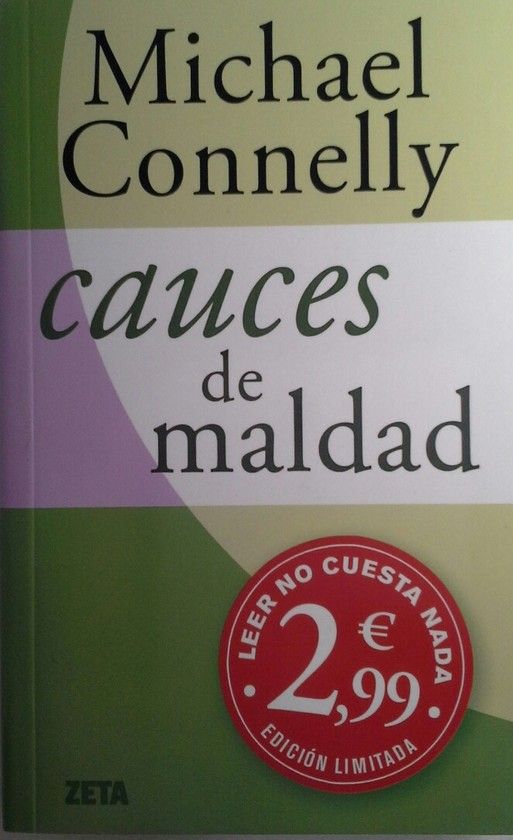 Michael
Connelly
cauces
de
maldad
LEER NO CUESTA NADA
2,99 €
EDICIÓN LIMITADA
ZETA